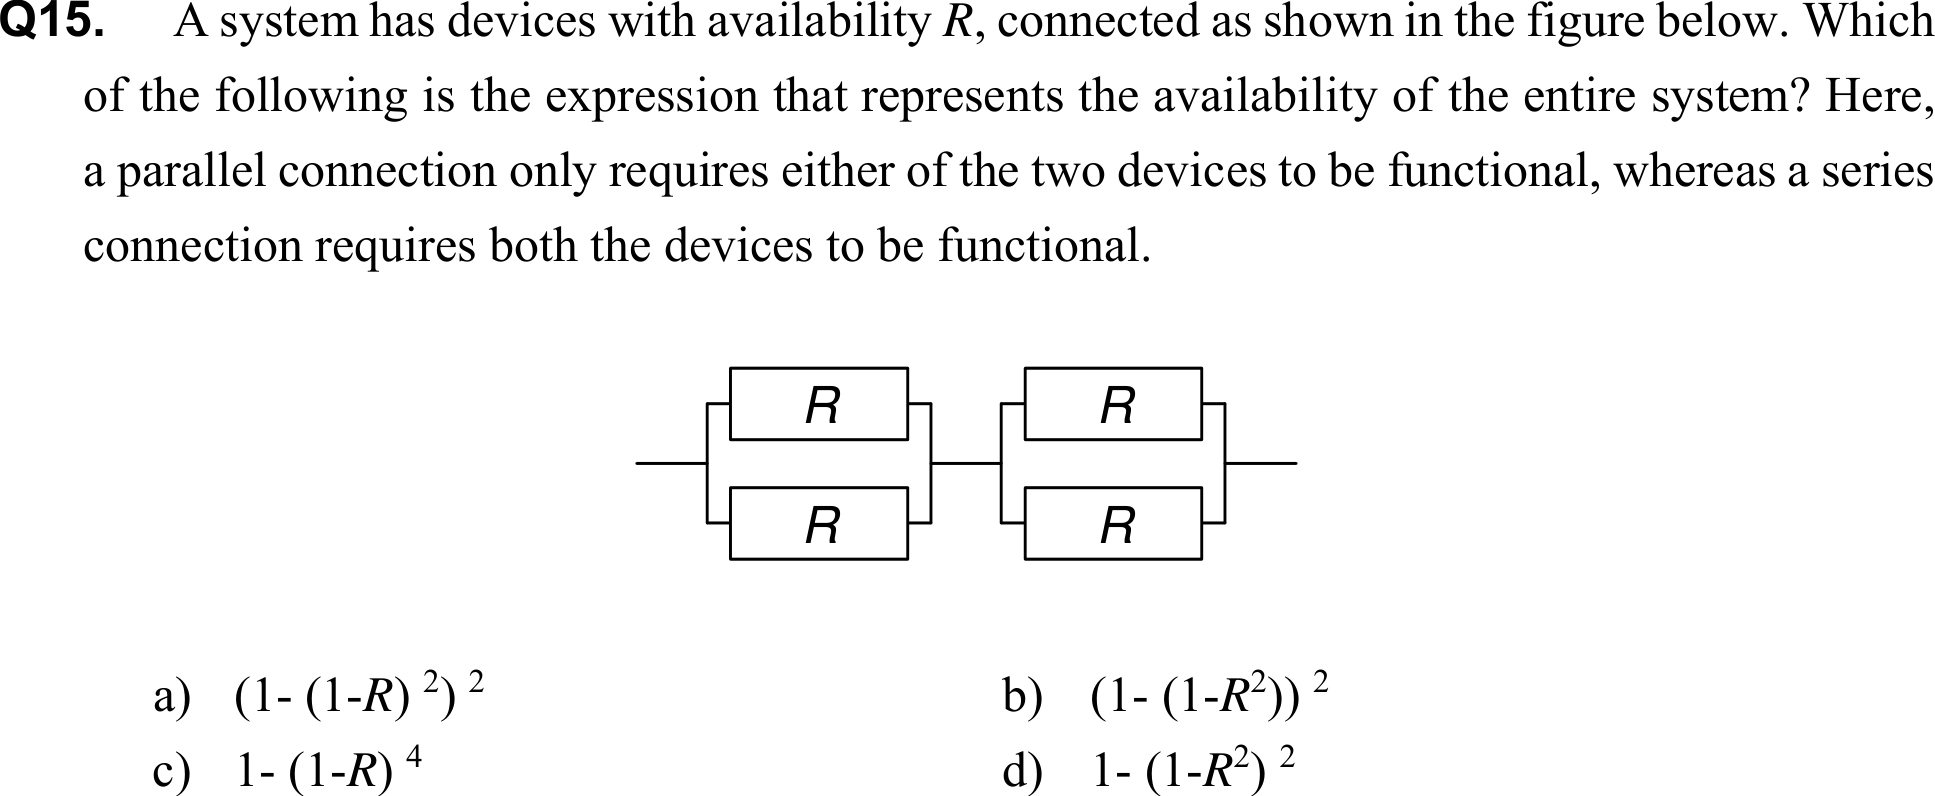 Q15. A system has devices with availability R, connected as shown in the figure below. Which
of the following is the expression that represents the availability of the entire system? Here,
a parallel connection only requires either of the two devices to be functional, whereas a series
connection requires both the devices to be functional.
R R
R R
a) (1- (1-R) ²) ² b) (1- (1-R²)) ²
c) 1- (1-R) ⁴ d) 1- (1-R²) ²